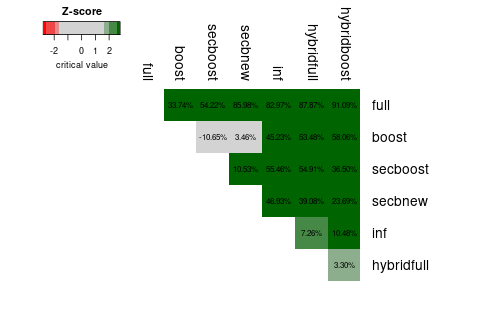 Z-score
-2 0 1 2
critical value
full boost secboost secbnew inf hybridfull hybridboost
33.74% 54.22% 85.98% 82.97% 87.87% 91.09% full
-10.65% 3.46% 45.23% 53.48% 58.06% boost
10.53% 55.46% 54.91% 36.50% secboost
46.93% 39.08% 23.69% secbnew
7.26% 10.48% inf
3.30% hybridfull